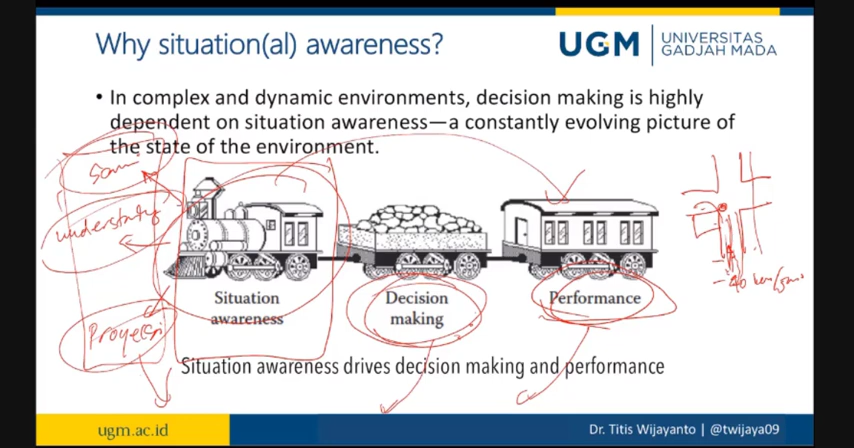 Why situation(al) awareness?
UGM
UNIVERSITAS
GADJAH MADA
• In complex and dynamic environments, decision making is highly
dependent on situation awareness—a constantly evolving picture of
the state of the environment.
Situation
awareness
Decision
making
Performance
Situation awareness drives decision making and performance
ugm.ac.id
Dr. Titis Wijayanto | @twijaya09